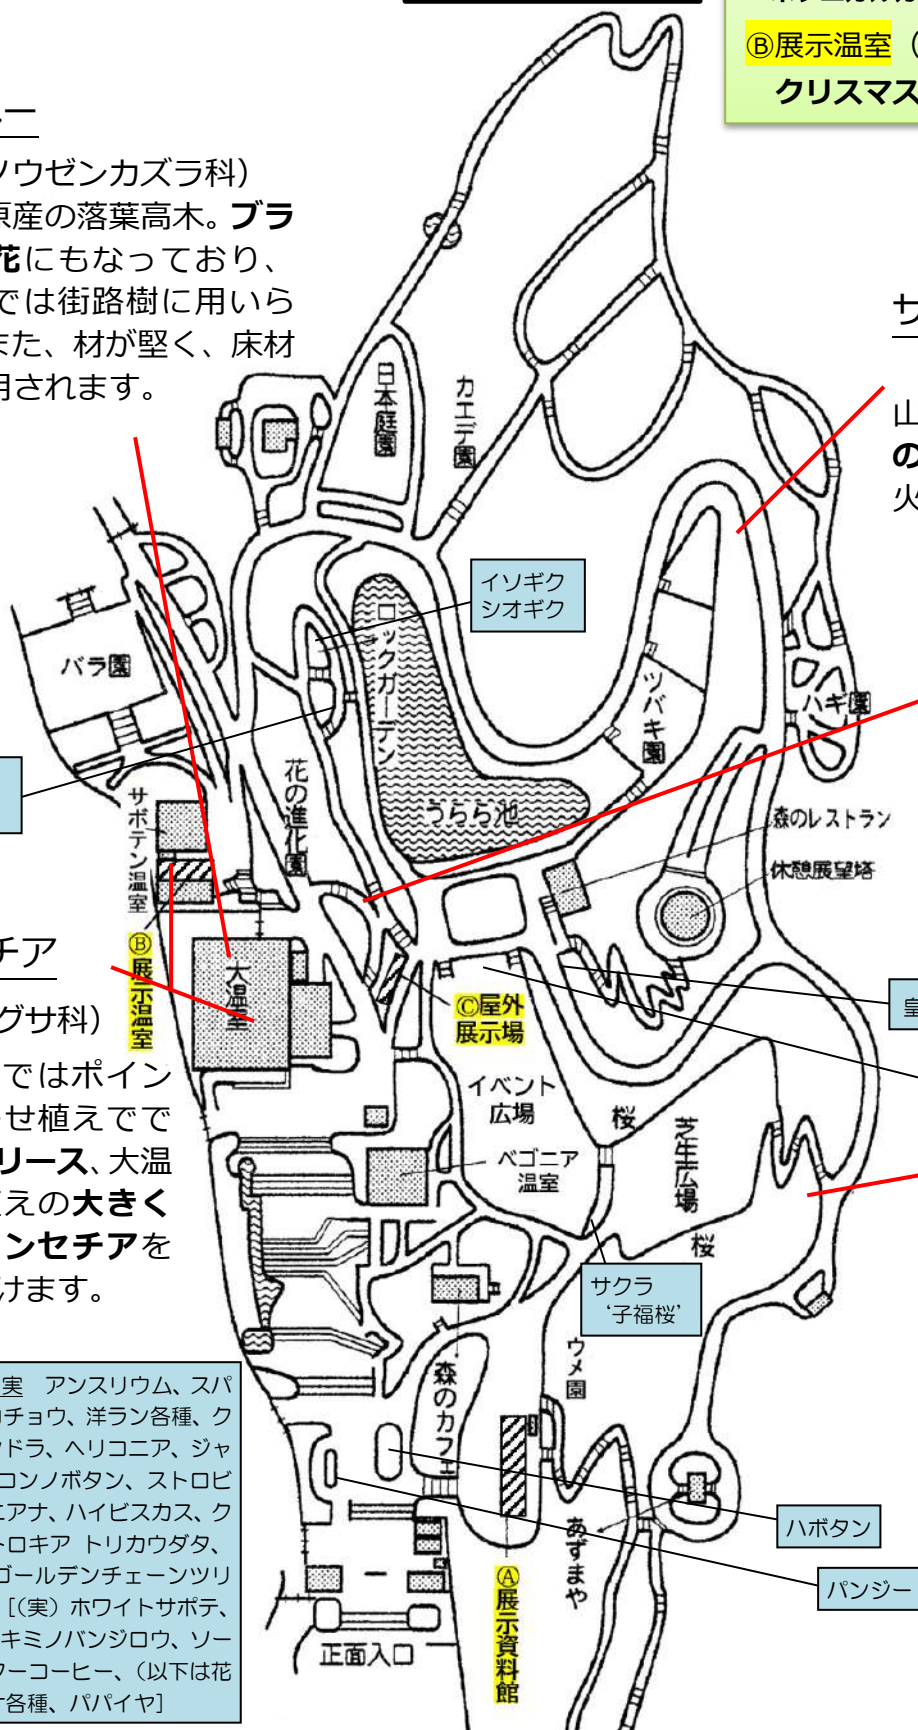 Ⓑ展示温室（
クリスマス
ノウゼンカズラ科）
原産の落葉高木。ブラ
花にもなっており、
では街路樹に用いら
また、材が堅く、床材
用されます。
サ
山
の
火
日本庭園
カエデ園
イソギク
シオギク
ロックガーデン
バラ園
ツバキ園
ハギ園
花の進化園
うらら池
サボテン温室
森のレストラン
休憩展望塔
Ⓑ展示温室
大温室
Ⓒ屋外
展示場
皇
チア
グサ科）
ではポイン
せ植えでで
リース、大温
えの大きく
ンセチアを
けます。
イベント
広場
桜
芝生広場
ベゴニア
温室
桜
サクラ
‘子福桜’
ウメ園
森のカフェ
実　アンスリウム、スパ
チョウ、洋ラン各種、ク
ンドラ、ヘリコニア、ジャ
コンノボタン、ストロビ
ニアナ、ハイビスカス、ク
トロキア トリカウダタ、
ゴールデンチェーンツリ
[(実）ホワイトサポテ、
キミノバンジロウ、ソー
ワーコーヒー、（以下は花
ナ各種、パパイヤ]
ハボタン
パンジー
あずまや
Ⓐ展示資料館
正面入口